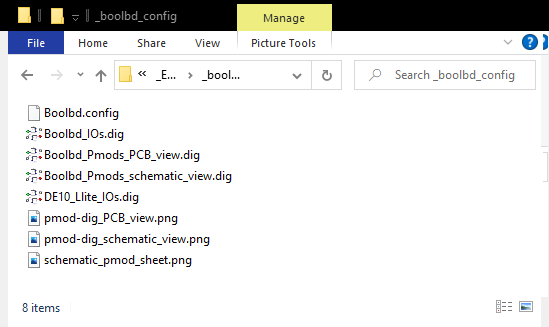 _boolbd_config
Manage
File
Home
Share
View
Picture Tools
« _E... > _bool...
Search _boolbd_config
Boolbd.config
Boolbd_IOs.dig
Boolbd_Pmods_PCB_view.dig
Boolbd_Pmods_schematic_view.dig
DE10_Llite_IOs.dig
pmod-dig_PCB_view.png
pmod-dig_schematic_view.png
schematic_pmod_sheet.png
8 items